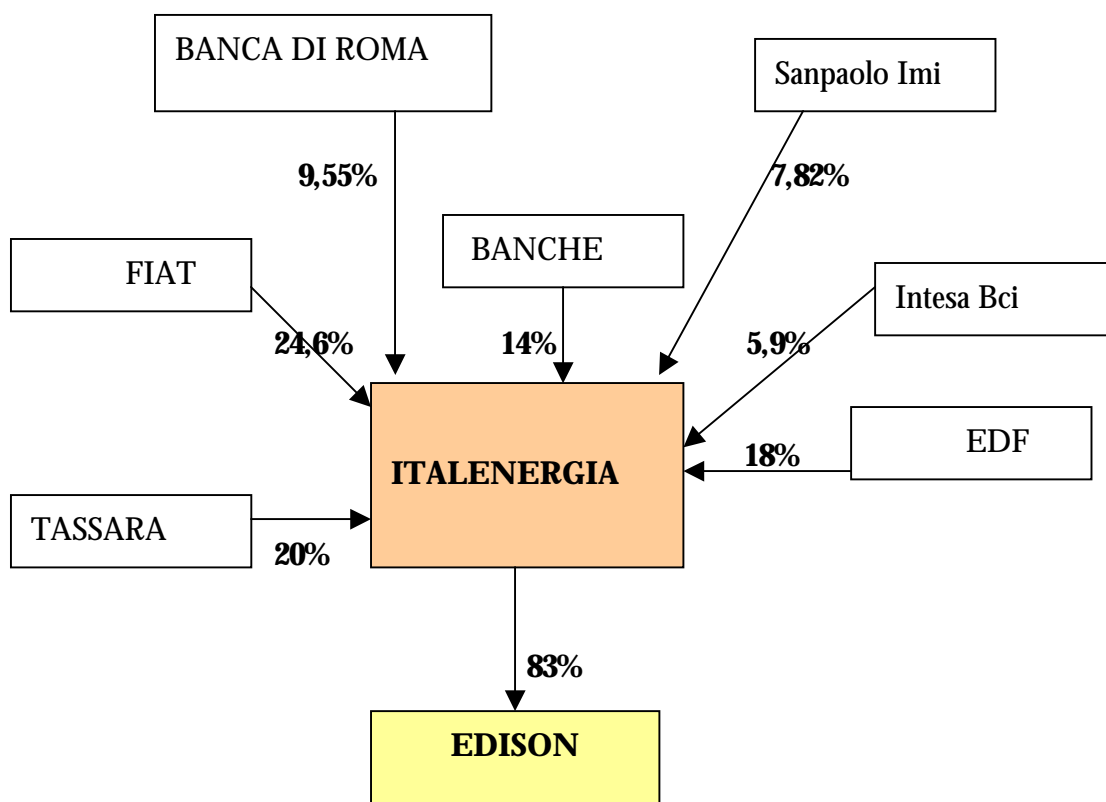 BANCA DI ROMA
Sanpaolo Imi
9,55%
7,82%
BANCHE
FIAT
Intesa Bci
24,6%
14%
5,9%
EDF
ITALENERGIA
18%
TASSARA
20%
83%
EDISON